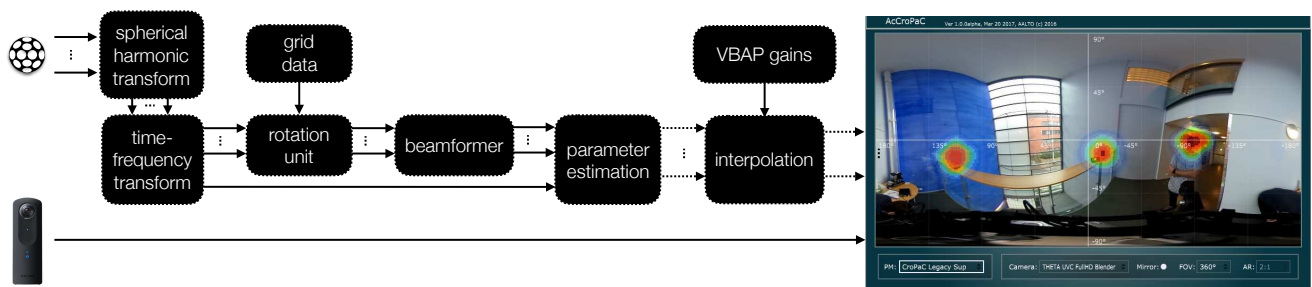 spherical
harmonic
transform
grid
data
VBAP gains
time-
frequency
transform
rotation
unit
beamformer
parameter
estimation
interpolation
AcCroPaC Ver 1.0.0alpha, Mar 20 2017, AALTO (c) 2016
90°
45°
135° 90° 0° -45° -90° -135° -180°
-45°
-90°
PM: CroPaC Legacy Sup Camera: THETA UVC FullHD Blender Mirror: FOV: 360° AR: 2:1